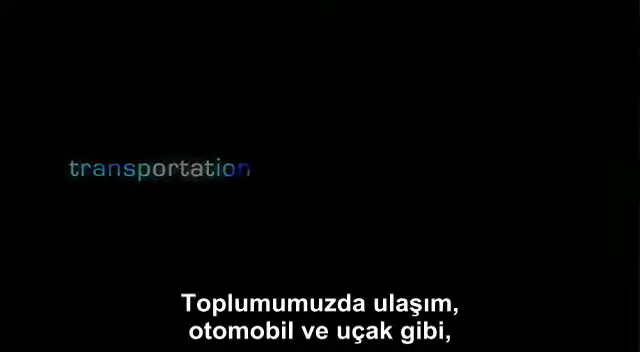 transportation
Toplumumuzda ulaşım,
otomobil ve uçak gibi,